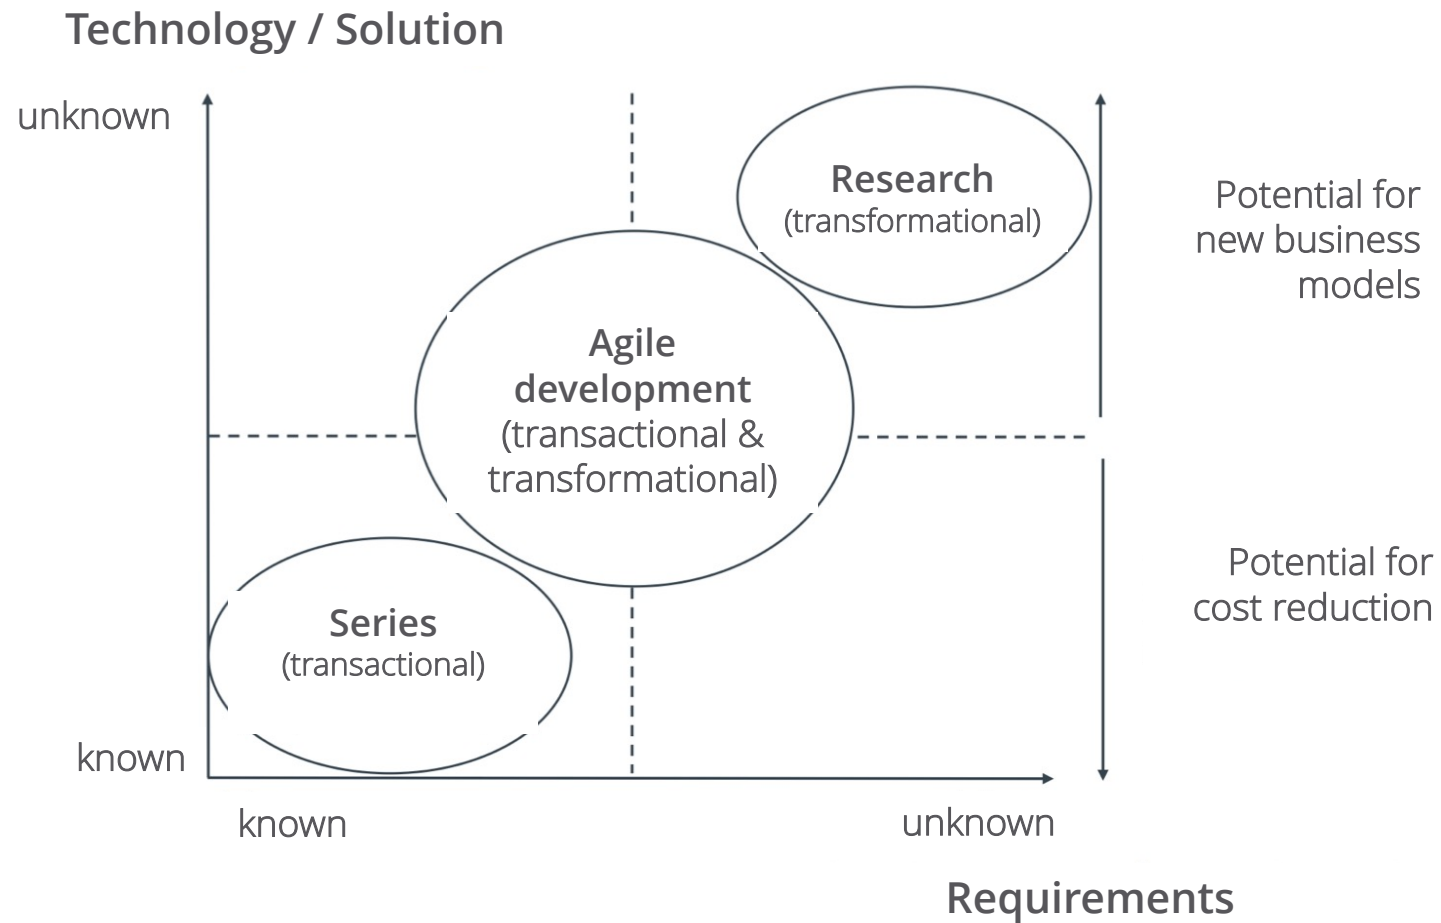 Technology / Solution
unknown
Research
(transformational)
Potential for
new business
models
Agile
development
(transactional &
transformational)
Potential for
cost reduction
Series
(transactional)
known
known
unknown
Requirements